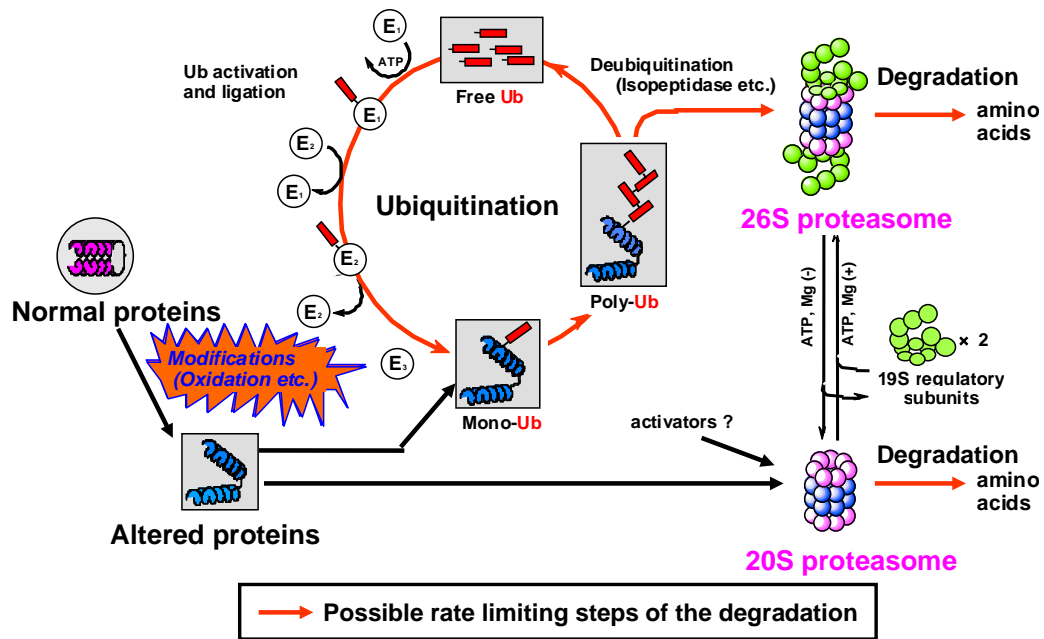 E₁
ATP
Ub activation
and ligation
Free Ub
E₁
E₂
E₁
E₂
E₂
E₃
Ubiquitination
Deubiquitination
(Isopeptidase etc.)
Degradation
amino
acids
26S proteasome
Poly-Ub
Normal proteins
Modifications
(Oxidation etc.)
Mono-Ub
ATP, Mg (-)
ATP, Mg (+)
× 2
19S regulatory
subunits
activators ?
Altered proteins
Degradation
amino
acids
20S proteasome
Possible rate limiting steps of the degradation